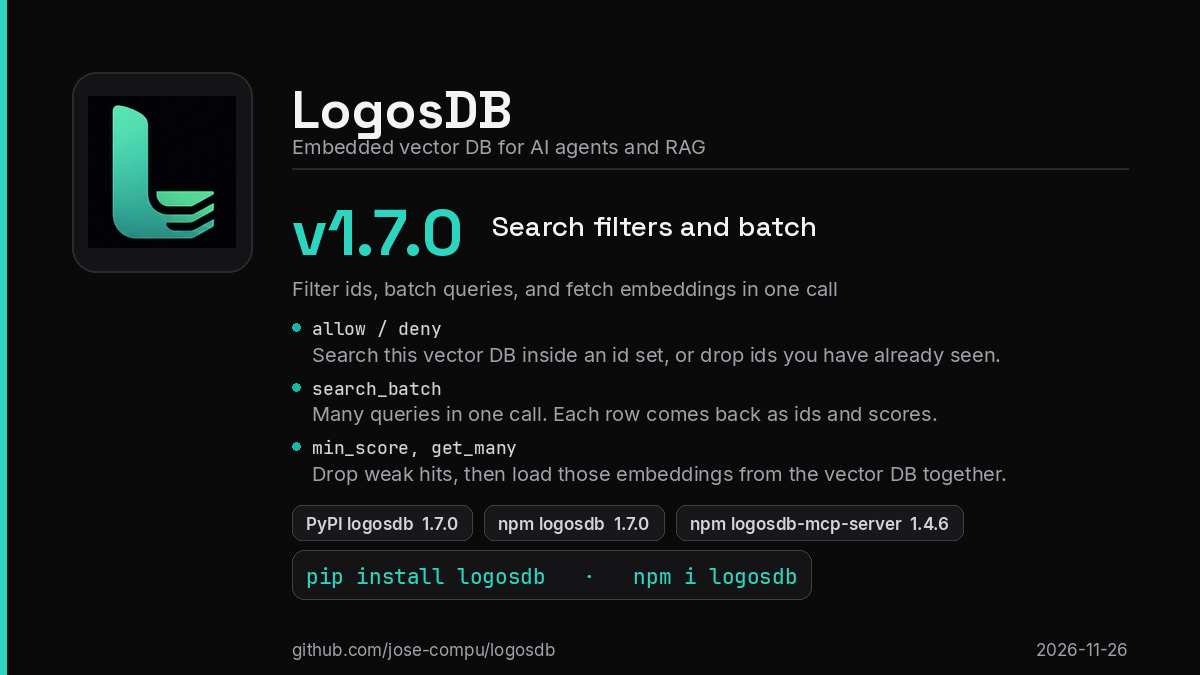 LogosDB
Embedded vector DB for AI agents and RAG
v1.7.0 Search filters and batch
Filter ids, batch queries, and fetch embeddings in one call
allow / deny
Search this vector DB inside an id set, or drop ids you have already seen.
search_batch
Many queries in one call. Each row comes back as ids and scores.
min_score, get_many
Drop weak hits, then load those embeddings from the vector DB together.
PyPI logosdb 1.7.0 npm logosdb 1.7.0 npm logosdb-mcp-server 1.4.6
pip install logosdb · npm i logosdb
github.com/jose-compu/logosdb 2026-11-26